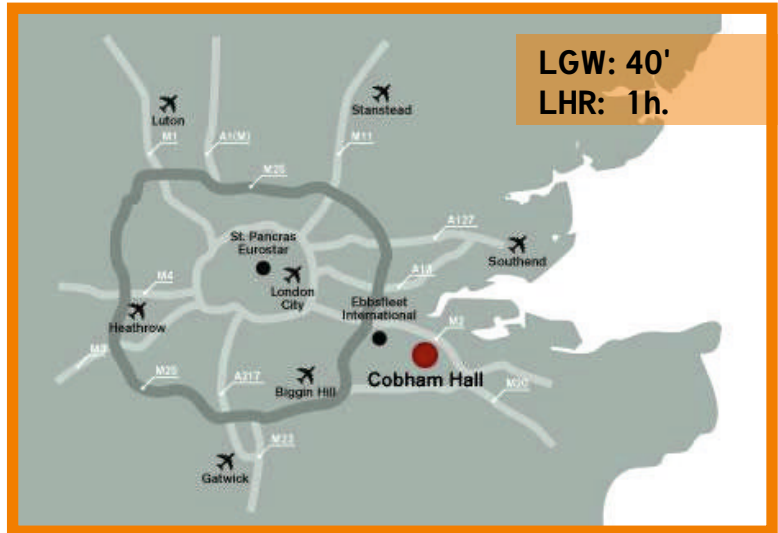 LGW: 40'
LHR: 1h.
Luton
Stanstead
M1
A1(M)
M11
M25
A127
St. Pancras
Eurostar
Southend
M4
London
City
A13
Ebbsfleet
International
Heathrow
M2
M3
Cobham Hall
M25
A217
Biggin Hill
M20
M23
Gatwick